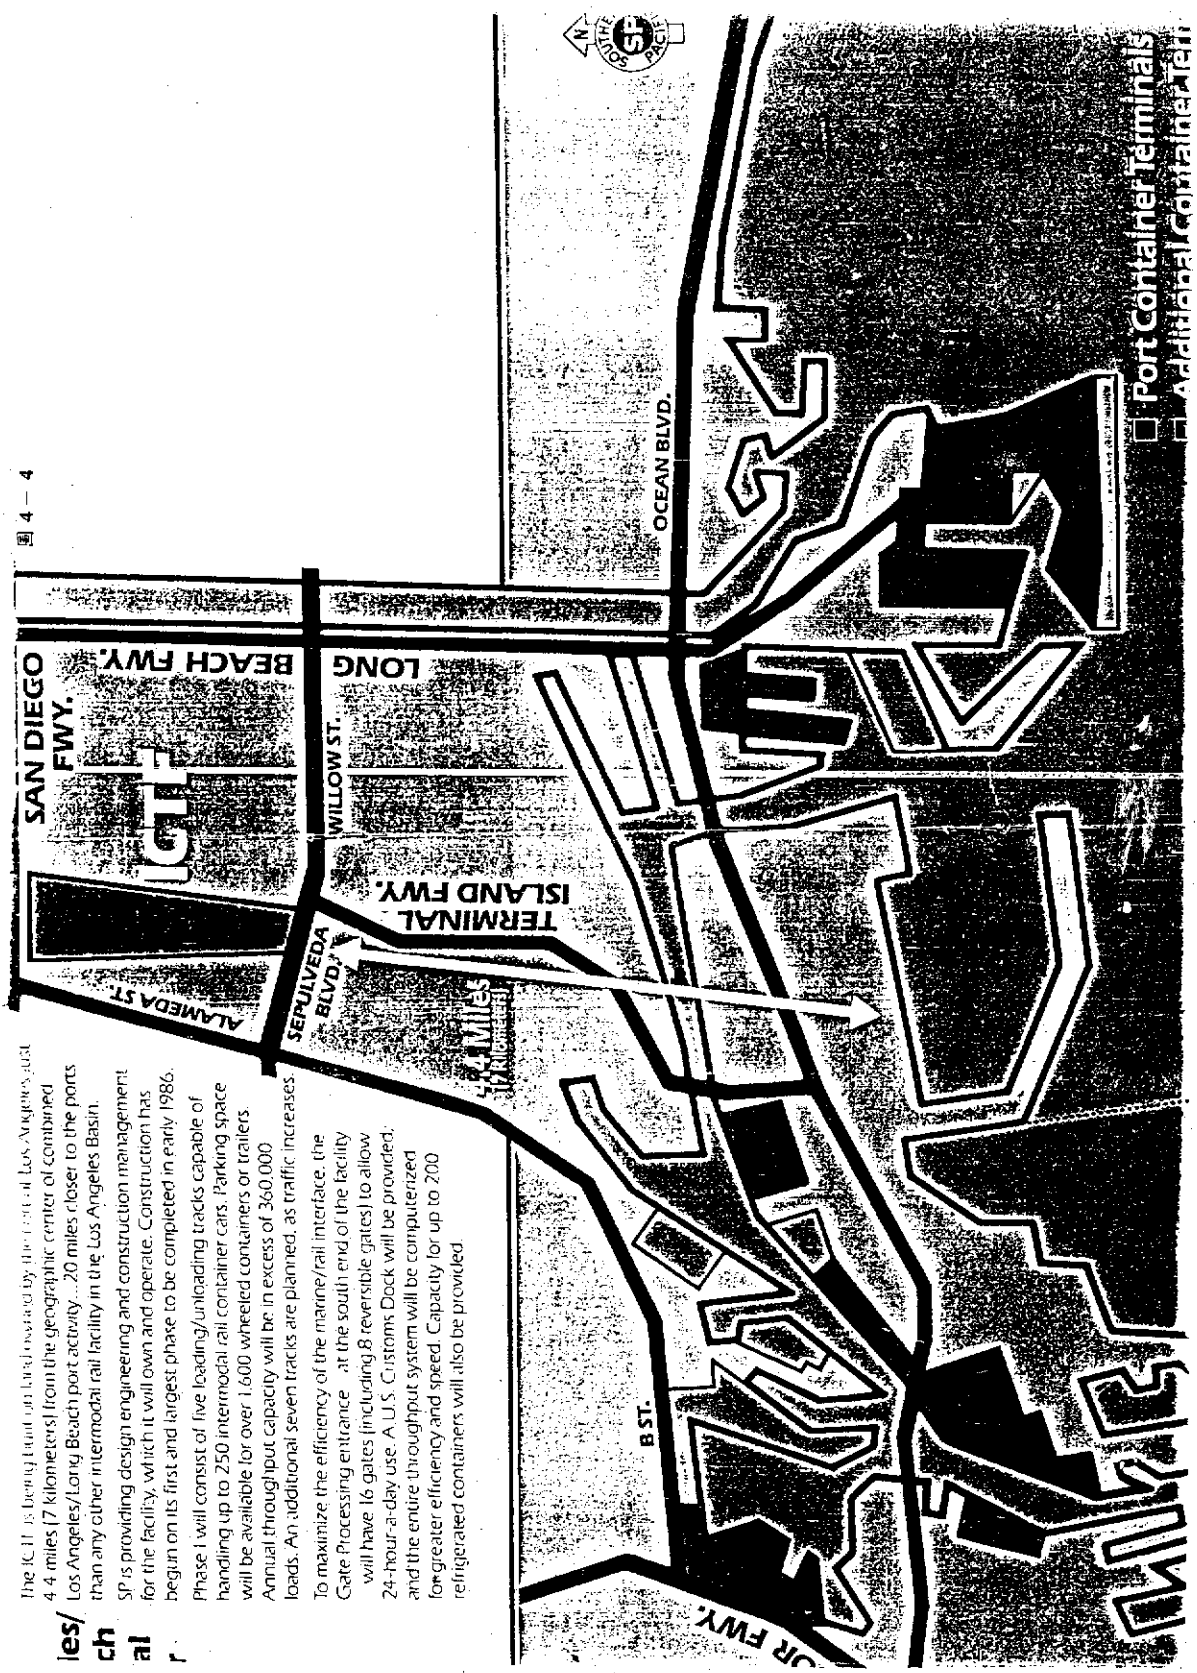 圖 4 - 4
les/
ch
al
r
The ICTF is being built on land owned by the Port of Los Angeles just
4.4 miles (7 kilometers) from the geographic center of combined
Los Angeles/Long Beach port activity...20 miles closer to the ports
than any other intermodal rail facility in the Los Angeles Basin.
SP is providing design engineering and construction management
for the facility, which it will own and operate. Construction has
begun on its first and largest phase to be completed in early 1986.
Phase I will consist of five loading/unloading tracks capable of
handling up to 250 intermodal rail container cars. Parking space
will be available for over 1,600 wheeled containers or trailers.
Annual throughput capacity will be in excess of 360,000
loads. An additional seven tracks are planned, as traffic increases.
To maximize the efficiency of the marine/rail interface, the
Gate Processing entrance at the south end of the facility
will have 16 gates (including 8 reversible gates) to allow
24-hour-a-day use. A U.S. Customs Dock will be provided,
and the entire throughput system will be computerized
for greater efficiency and speed. Capacity for up to 200
refrigerated containers will also be provided.
SAN DIEGO
FWY.
ICTF
ALAMEDA ST.
LONG
BEACH FWY.
WILLOW ST.
SEPULVEDA
BLVD.
TERMINAL
ISLAND FWY.
4.4 Miles
OCEAN BLVD.
B ST.
OR FWY.
N
SOUTHE
SP
PACIFI
Port Container Terminals
Additional Container Term